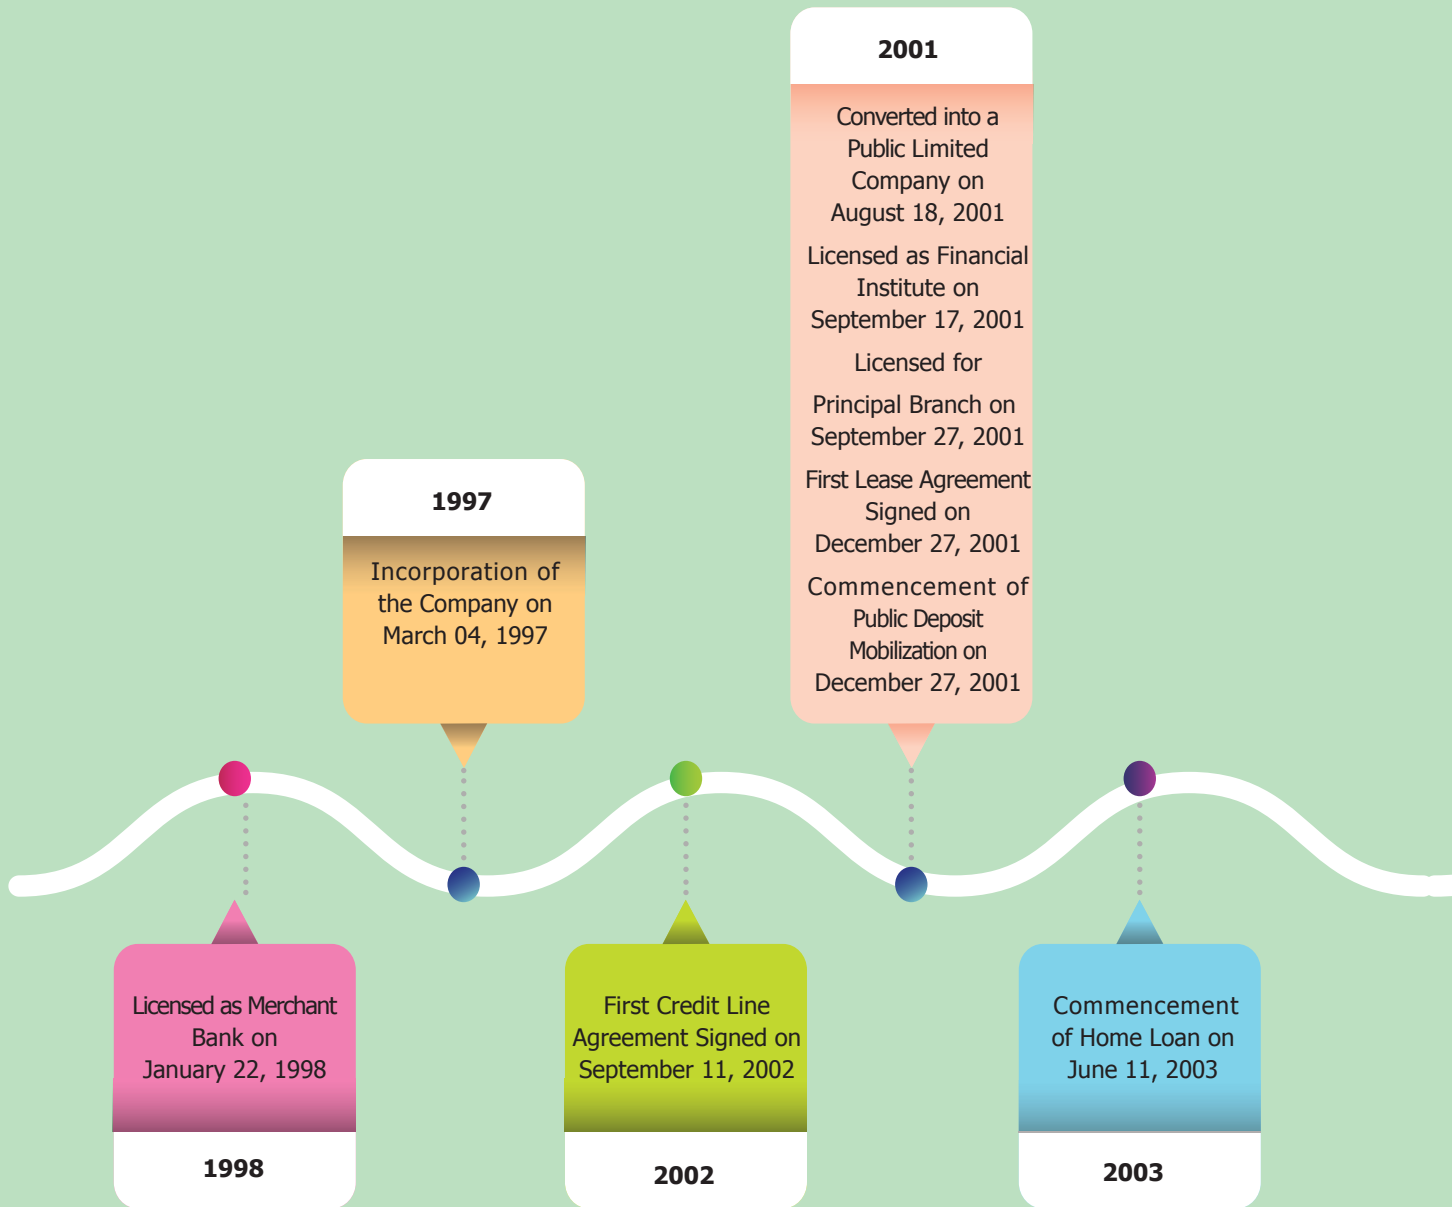 2001
Converted into a
Public Limited
Company on
August 18, 2001
Licensed as Financial
Institute on
September 17, 2001
Licensed for
Principal Branch on
September 27, 2001
First Lease Agreement
Signed on
December 27, 2001
Commencement of
Public Deposit
Mobilization on
December 27, 2001
1997
Incorporation of
the Company on
March 04, 1997
Licensed as Merchant
Bank on
January 22, 1998
1998
First Credit Line
Agreement Signed on
September 11, 2002
2002
Commencement
of Home Loan on
June 11, 2003
2003